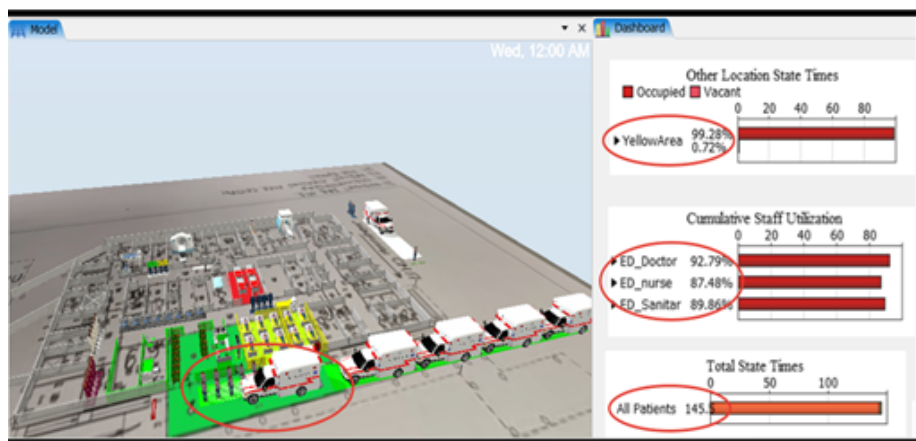 Model
Wed, 12:00 AM
Dashboard
Other Location State Times
Occupied Vacant
0 20 40 60 80
YellowArea 99.28%
0.72%
Cumulative Staff Utilization
0 20 40 60 80
ED_Doctor 92.79%
ED_nurse 87.48%
ED_Sanitar 89.86%
Total State Times
0 50 100
All Patients 145.5